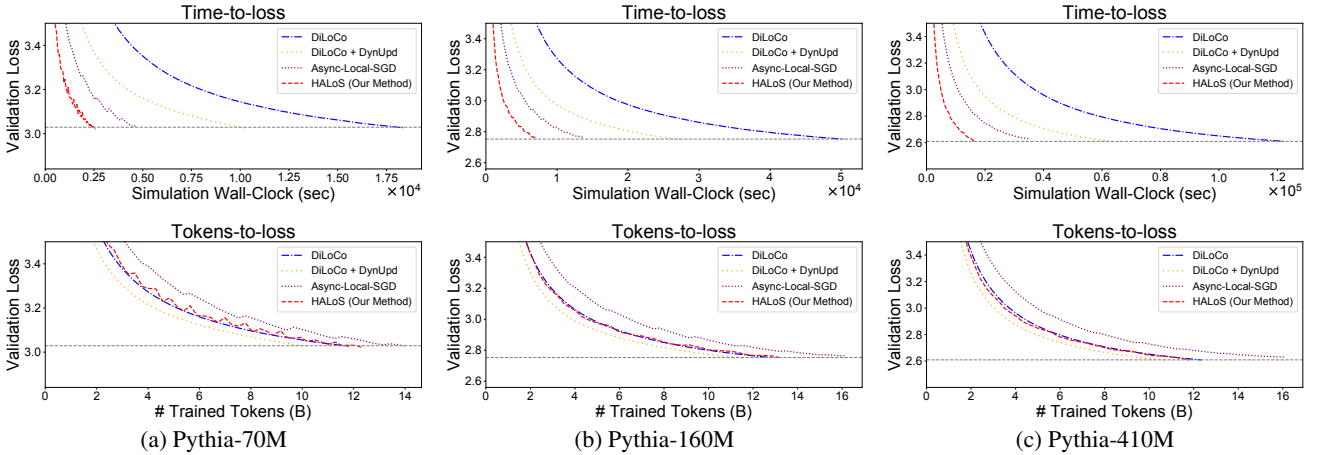 Time-to-loss
Validation Loss
3.4
3.2
3.0
DiLoCo
DiLoCo + DynUpd
Async-Local-SGD
HALoS (Our Method)
0.00
0.25
0.50
0.75
1.00
1.25
1.50
1.75
×10⁴
Simulation Wall-Clock (sec)
Time-to-loss
Validation Loss
3.4
3.2
3.0
2.8
2.6
DiLoCo
DiLoCo + DynUpd
Async-Local-SGD
HALoS (Our Method)
0
1
2
3
4
5
×10⁴
Simulation Wall-Clock (sec)
Time-to-loss
Validation Loss
3.4
3.2
3.0
2.8
2.6
DiLoCo
DiLoCo + DynUpd
Async-Local-SGD
HALoS (Our Method)
0.0
0.2
0.4
0.6
0.8
1.0
1.2
×10⁵
Simulation Wall-Clock (sec)
Tokens-to-loss
Validation Loss
3.4
3.2
3.0
DiLoCo
DiLoCo + DynUpd
Async-Local-SGD
HALoS (Our Method)
0
2
4
6
8
10
12
14
# Trained Tokens (B)
(a) Pythia-70M
Tokens-to-loss
Validation Loss
3.4
3.2
3.0
2.8
2.6
DiLoCo
DiLoCo + DynUpd
Async-Local-SGD
HALoS (Our Method)
0
2
4
6
8
10
12
14
16
# Trained Tokens (B)
(b) Pythia-160M
Tokens-to-loss
Validation Loss
3.4
3.2
3.0
2.8
2.6
DiLoCo
DiLoCo + DynUpd
Async-Local-SGD
HALoS (Our Method)
0
2
4
6
8
10
12
14
16
# Trained Tokens (B)
(c) Pythia-410M